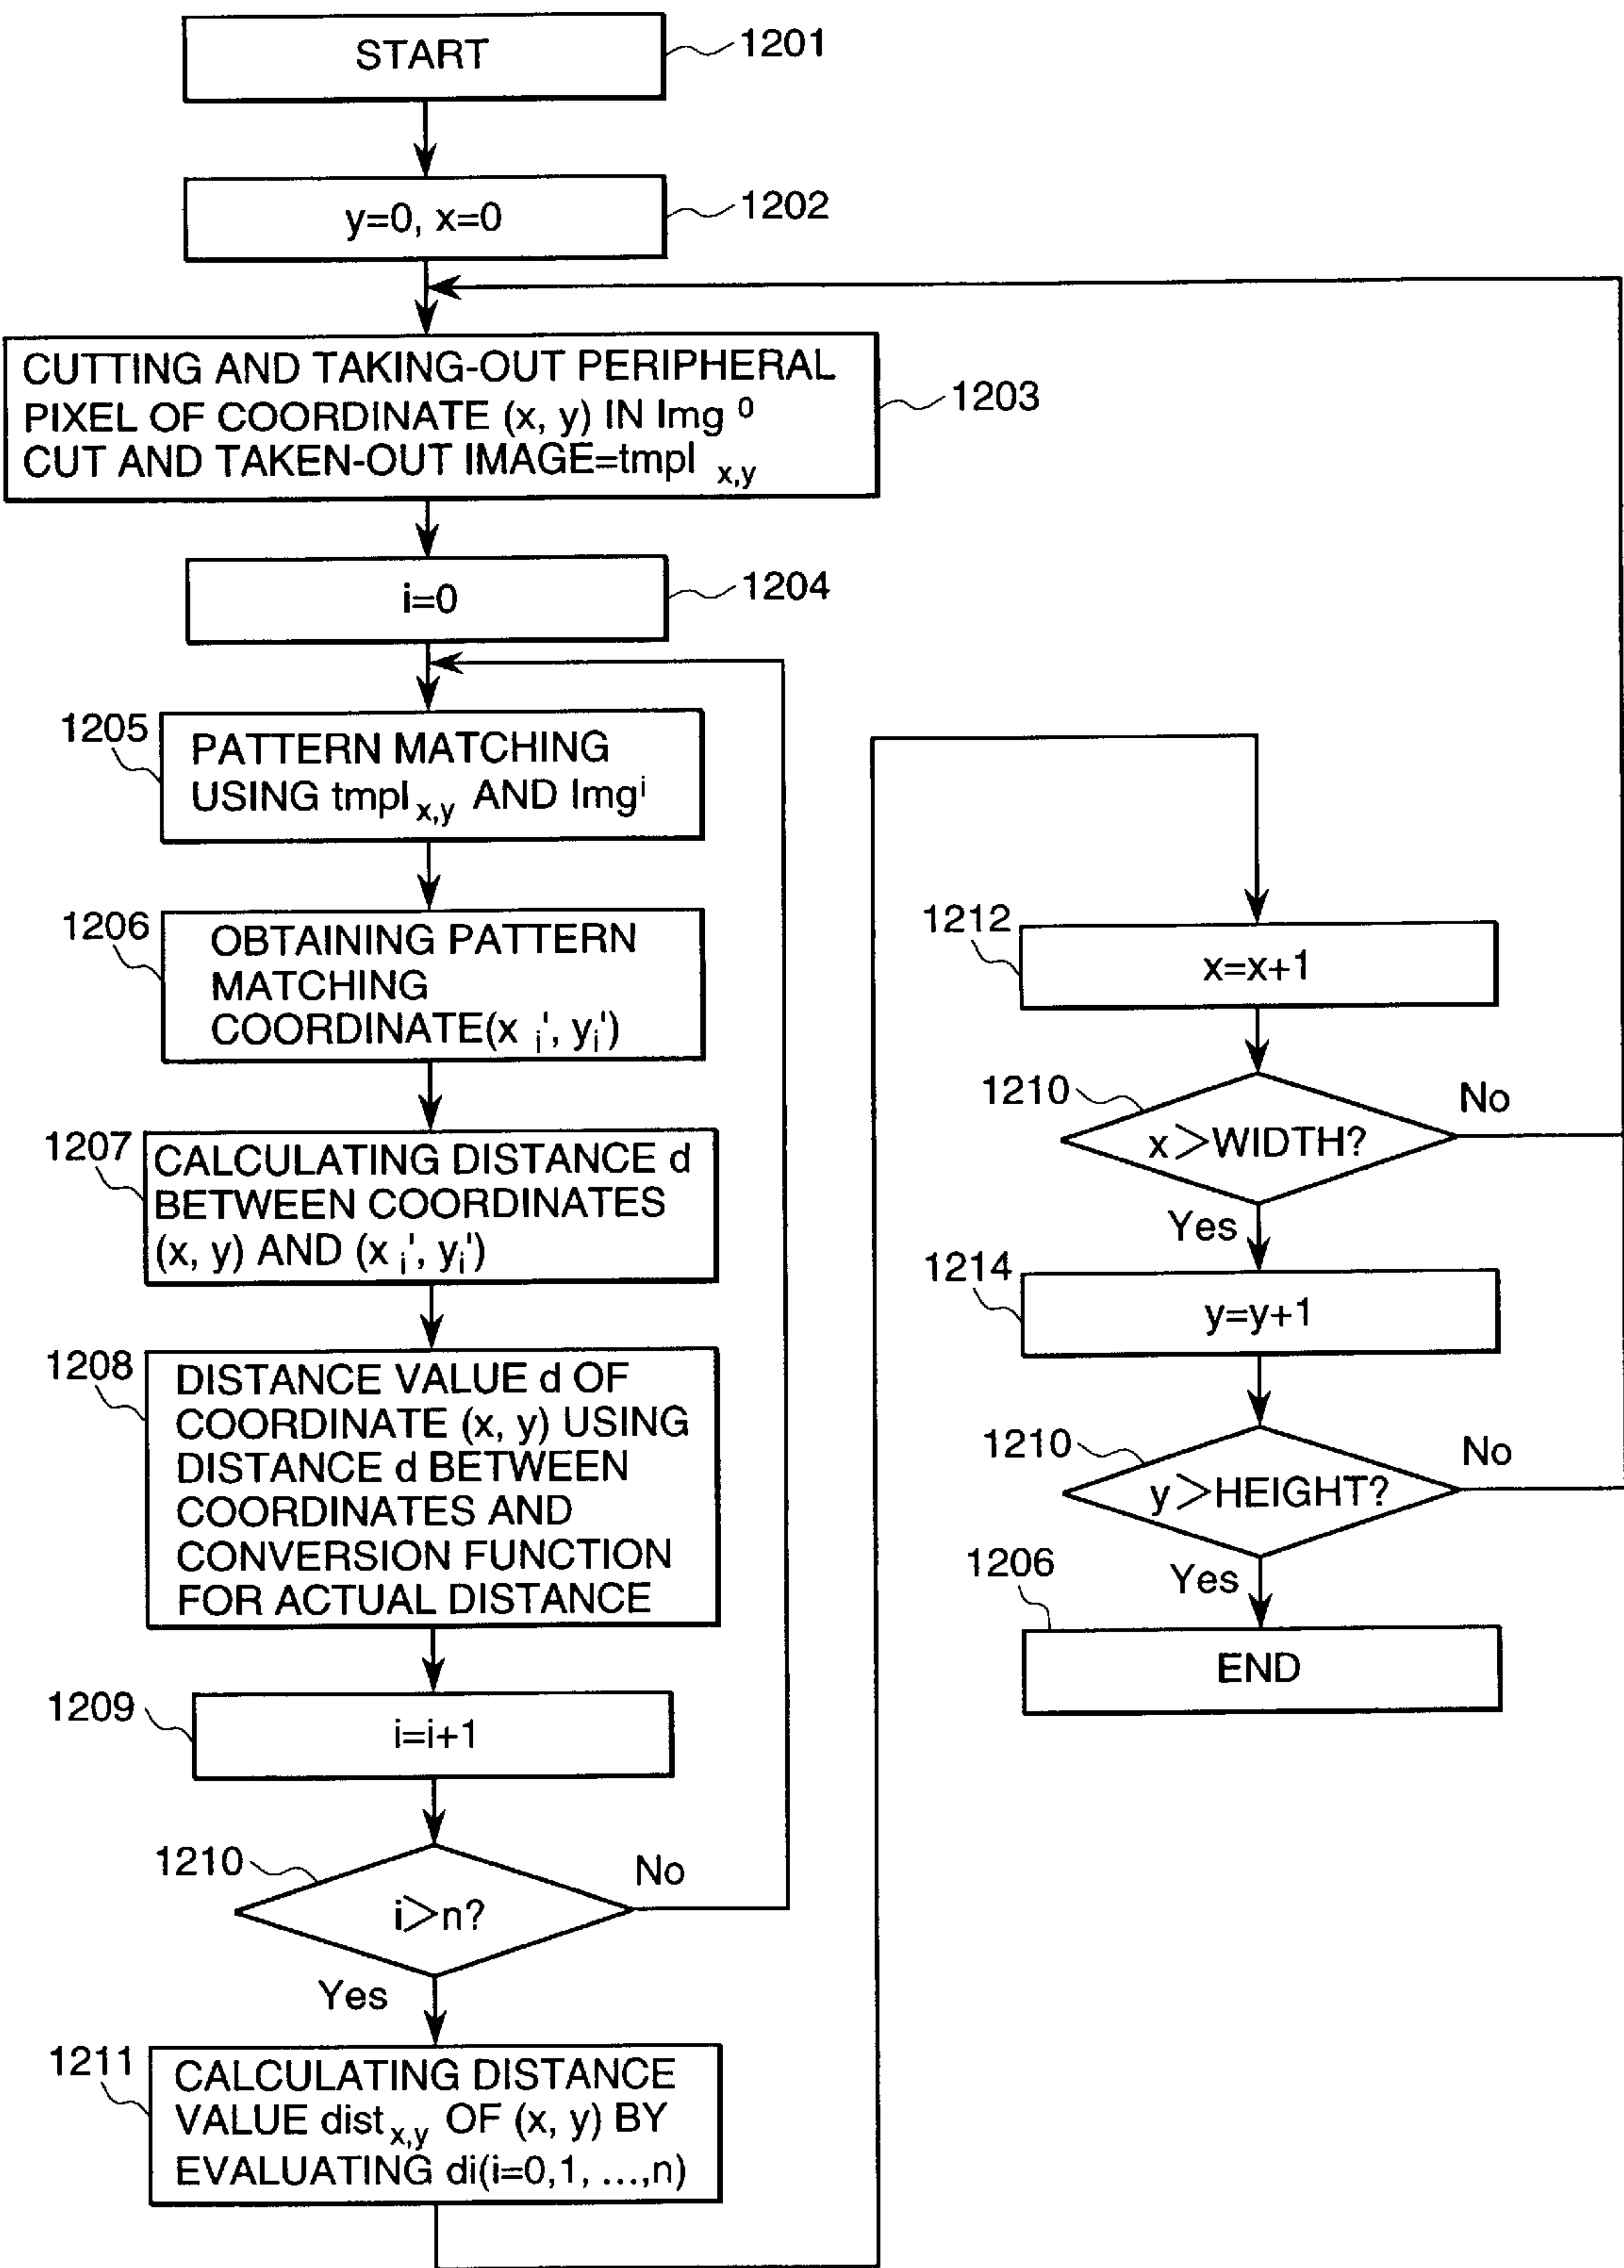 START
1201
y=0, x=0
1202
CUTTING AND TAKING-OUT PERIPHERAL
PIXEL OF COORDINATE (x, y) IN Img 0
CUT AND TAKEN-OUT IMAGE=tmpl x,y
1203
i=0
1204
1205
PATTERN MATCHING
USING tmpl x,y AND Img i
1206
OBTAINING PATTERN
MATCHING
COORDINATE(x i', yi')
1207
CALCULATING DISTANCE d
BETWEEN COORDINATES
(x, y) AND (x i', yi')
1208
DISTANCE VALUE d OF
COORDINATE (x, y) USING
DISTANCE d BETWEEN
COORDINATES AND
CONVERSION FUNCTION
FOR ACTUAL DISTANCE
1209
i=i+1
1210
i>n?
No
Yes
1211
CALCULATING DISTANCE
VALUE dist x,y OF (x, y) BY
EVALUATING di(i=0,1, ...,n)
1212
x=x+1
1210
x>WIDTH?
No
Yes
1214
y=y+1
1210
y>HEIGHT?
No
Yes
1206
END